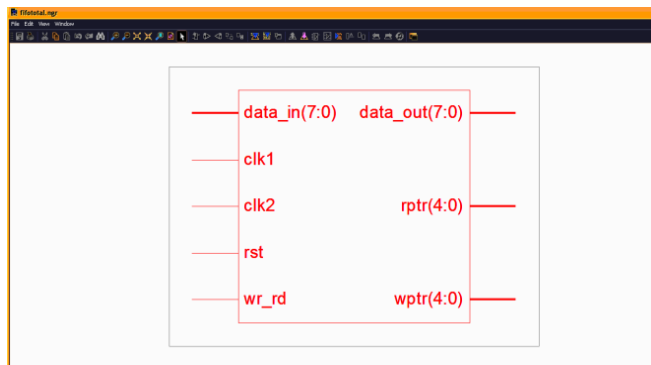 fifototal.ngr
File Edit View Window
data_in(7:0) data_out(7:0)
clk1
clk2 rptr(4:0)
rst
wr_rd wptr(4:0)